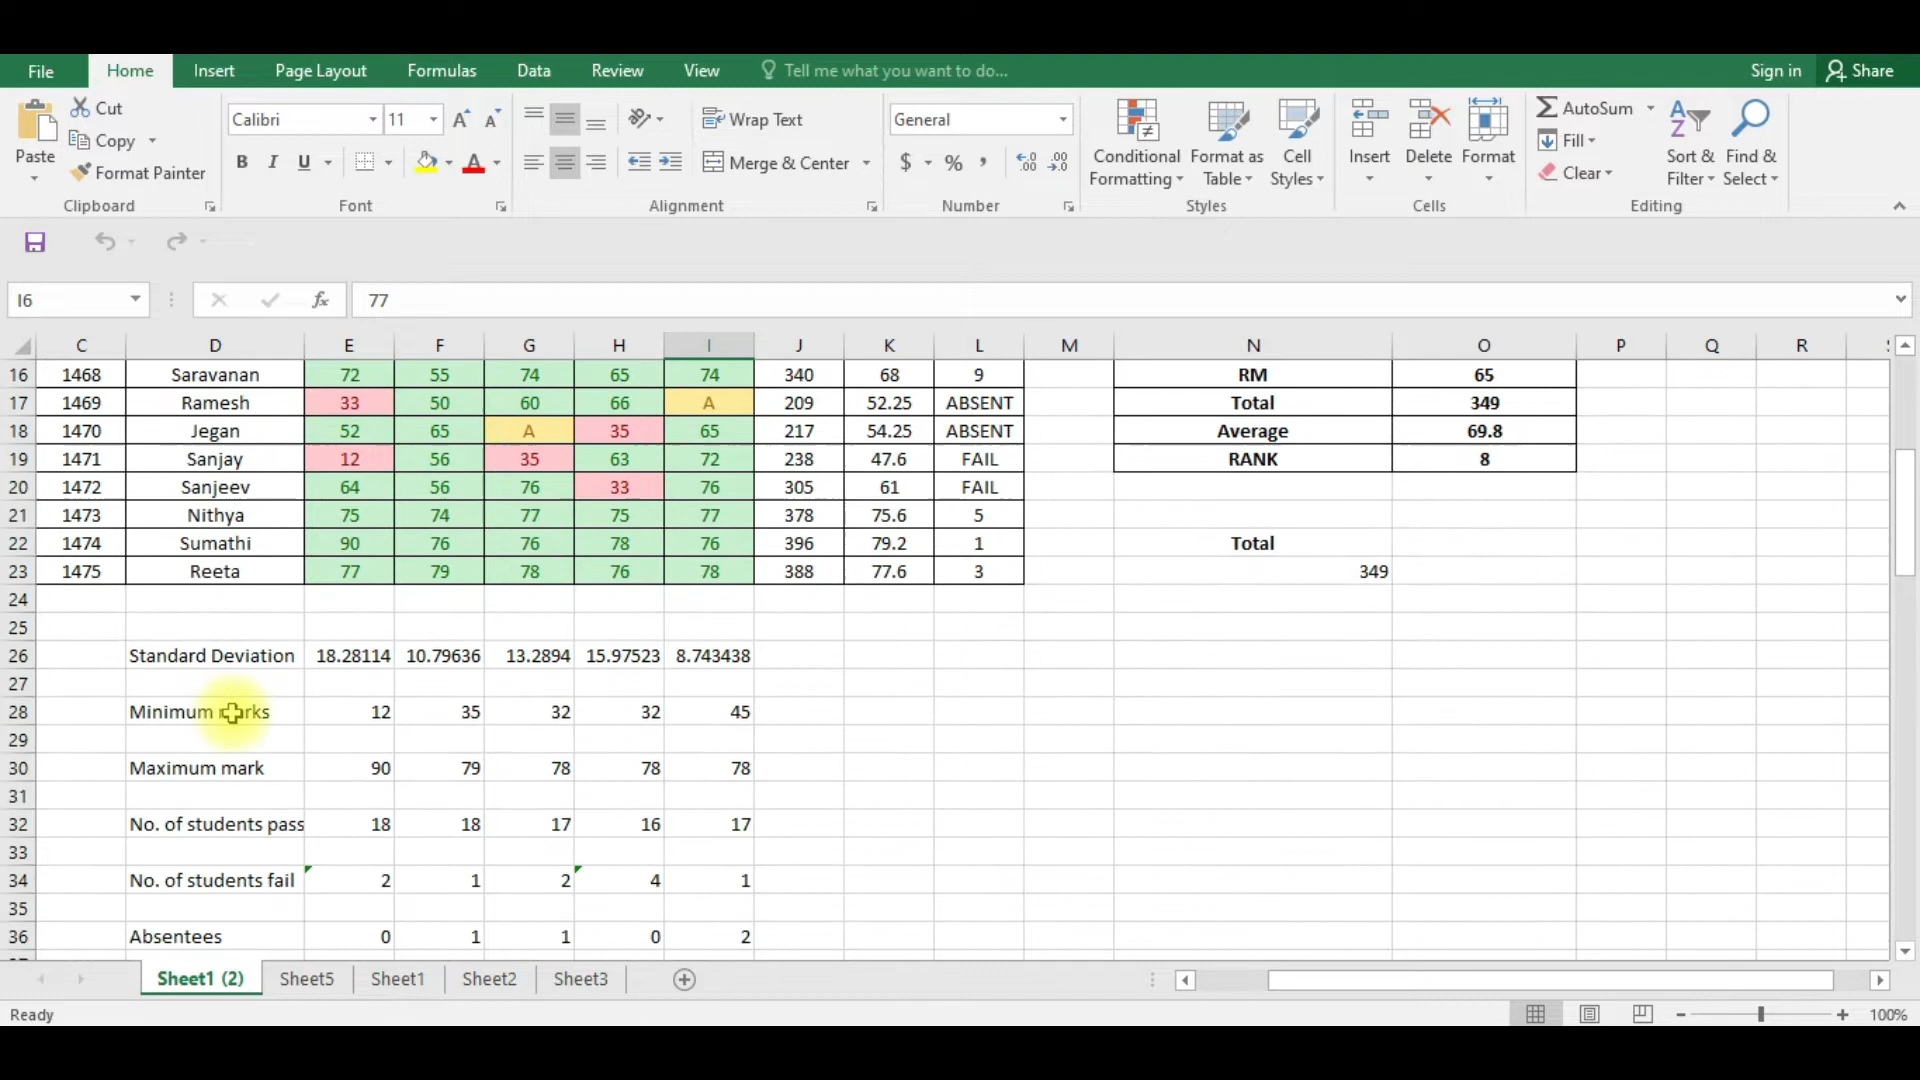 File Home Insert Page Layout Formulas Data Review View Tell me what you want to do... Sign in Share
Paste Cut Copy Format Painter Clipboard
Calibri 11 B I U A Font
Wrap Text Merge & Center Alignment
General $ % , Number
Conditional Formatting Format as Table Cell Styles Styles
Insert Delete Format Cells
AutoSum Fill Clear Sort & Filter Find & Select Editing
I6 fx 77
C D E F G H I J K L M N O P Q R
16 1468 Saravanan 72 55 74 65 74 340 68 9 RM 65
17 1469 Ramesh 33 50 60 66 A 209 52.25 ABSENT Total 349
18 1470 Jegan 52 65 A 35 65 217 54.25 ABSENT Average 69.8
19 1471 Sanjay 12 56 35 63 72 238 47.6 FAIL RANK 8
20 1472 Sanjeev 64 56 76 33 76 305 61 FAIL
21 1473 Nithya 75 74 77 75 77 378 75.6 5
22 1474 Sumathi 90 76 76 78 76 396 79.2 1 Total
23 1475 Reeta 77 79 78 76 78 388 77.6 3 349
24
25
26 Standard Deviation 18.28114 10.79636 13.2894 15.97523 8.743438
27
28 Minimum marks 12 35 32 32 45
29
30 Maximum mark 90 79 78 78 78
31
32 No. of students pass 18 18 17 16 17
33
34 No. of students fail 2 1 2 4 1
35
36 Absentees 0 1 1 0 2
Sheet1 (2) Sheet5 Sheet1 Sheet2 Sheet3
Ready 100%